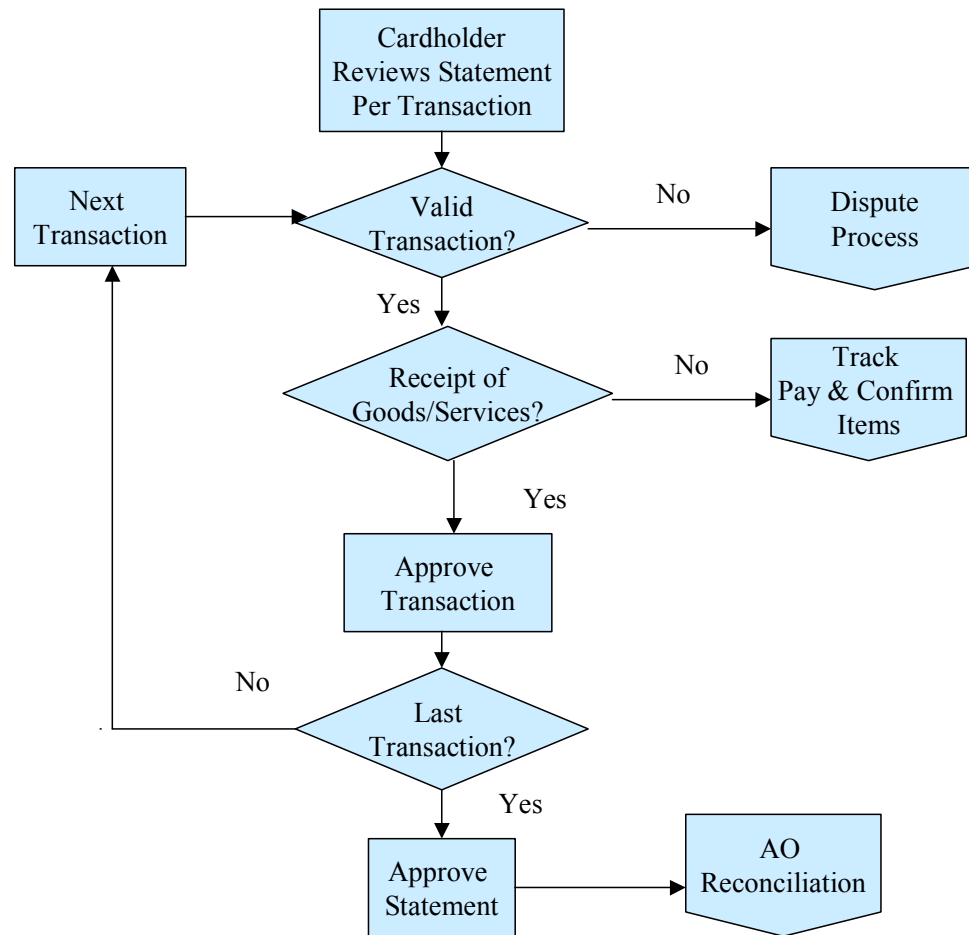 Cardholder
Reviews Statement
Per Transaction
Next
Transaction
Valid
Transaction?
No
Dispute
Process
Yes
Receipt of
Goods/Services?
No
Track
Pay & Confirm
Items
Yes
Approve
Transaction
No
Last
Transaction?
Yes
Approve
Statement
AO
Reconciliation